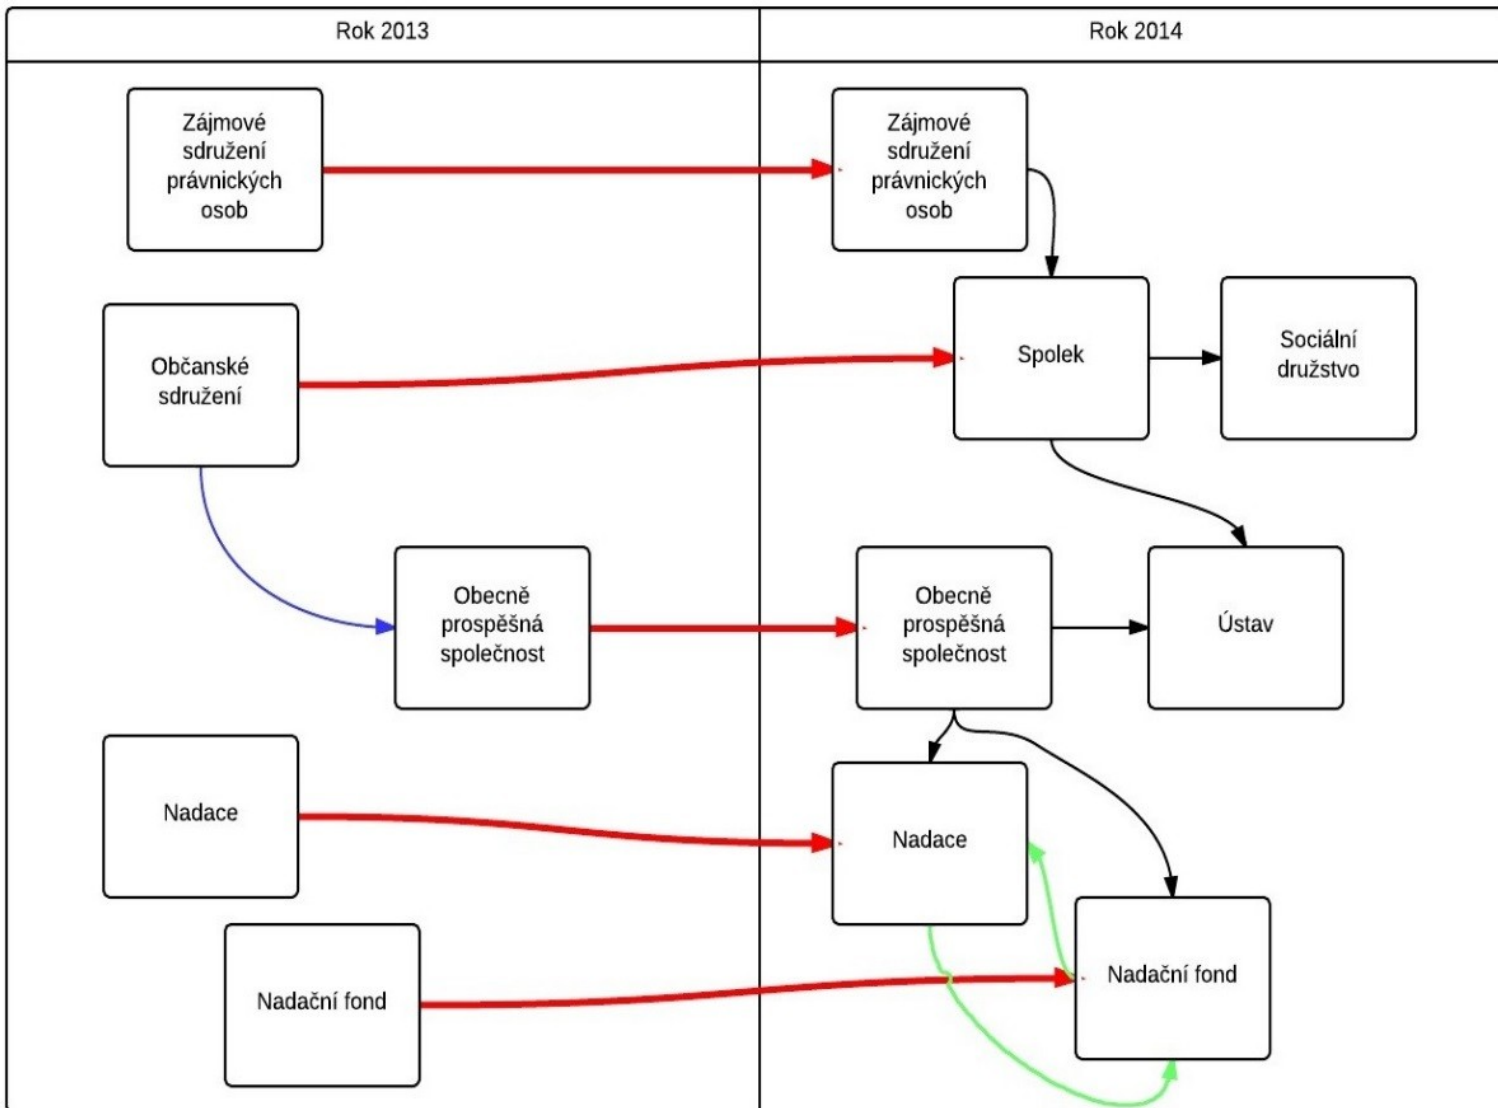 Rok 2013
Rok 2014
Zájmové
sdružení
právnických
osob
Zájmové
sdružení
právnických
osob
Občanské
sdružení
Spolek
Sociální
družstvo
Obecně
prospěšná
společnost
Obecně
prospěšná
společnost
Ústav
Nadace
Nadace
Nadační fond
Nadační fond